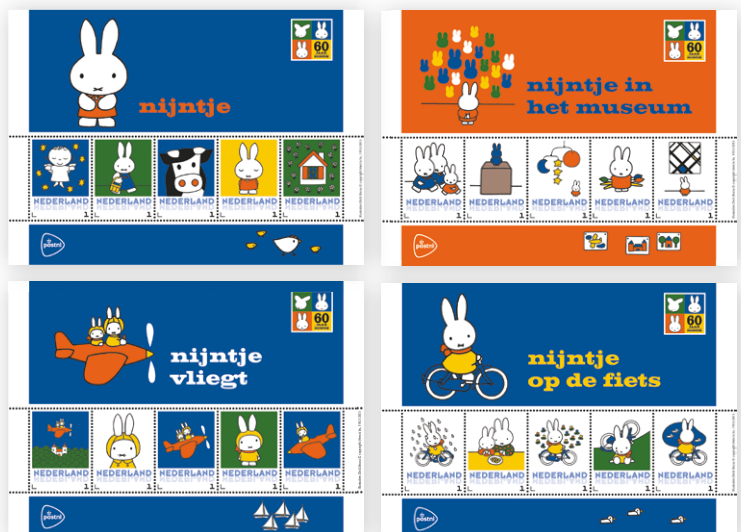 60
nijntje
NEDERLAND NEDERLAND NEDERLAND NEDERLAND NEDERLAND
1 1 1 1 1
postnl
60
nijntje in
het museum
NEDERLAND NEDERLAND NEDERLAND NEDERLAND NEDERLAND
1 1 1 1 1
postnl
60
nijntje
vliegt
NEDERLAND NEDERLAND NEDERLAND NEDERLAND NEDERLAND
1 1 1 1 1
postnl
60
nijntje
op de fiets
NEDERLAND NEDERLAND NEDERLAND NEDERLAND NEDERLAND
1 1 1 1 1
postnl